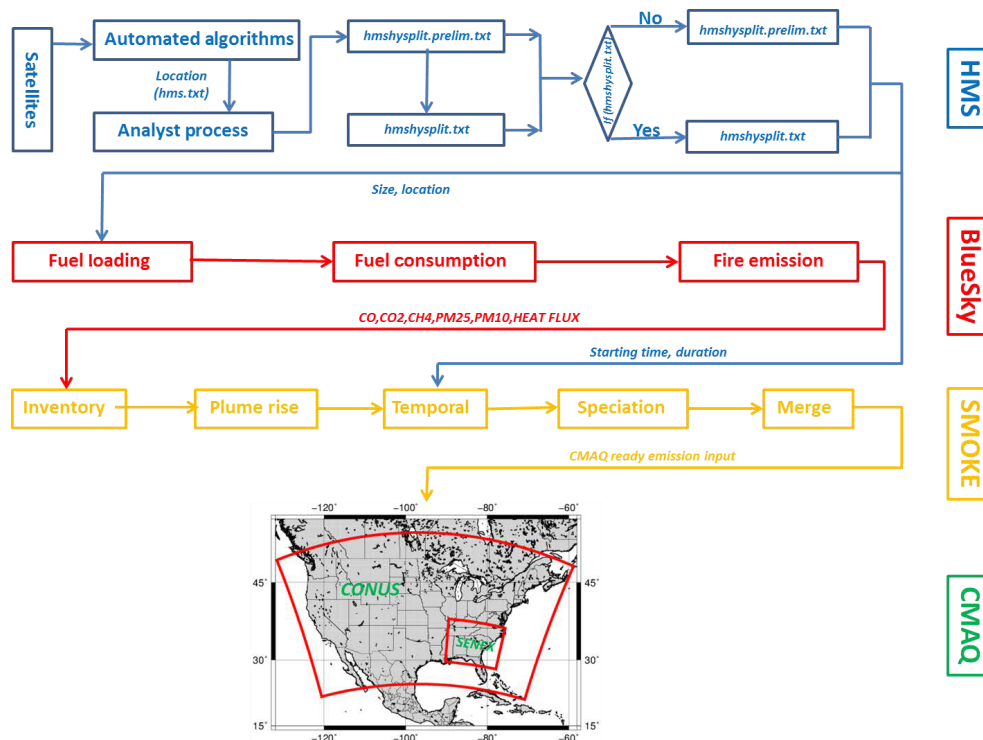 Satellites
Automated algorithms
Location
(hms.txt)
Analyst process
hmshysplit.prelim.txt
hmshysplit.txt
If (hmshysplit.txt)
No
Yes
hmshysplit.prelim.txt
hmshysplit.txt
HMS
Size, location
Fuel loading
Fuel consumption
Fire emission
BlueSky
CO,CO2,CH4,PM25,PM10,HEAT FLUX
Starting time, duration
Inventory
Plume rise
Temporal
Speciation
Merge
SMOKE
CMAQ ready emission input
−120° −100° −80° −60°
45° 45°
30° 30°
15° 15°
−120° −100° −80° −60°
CONUS
SENEX
CMAQ